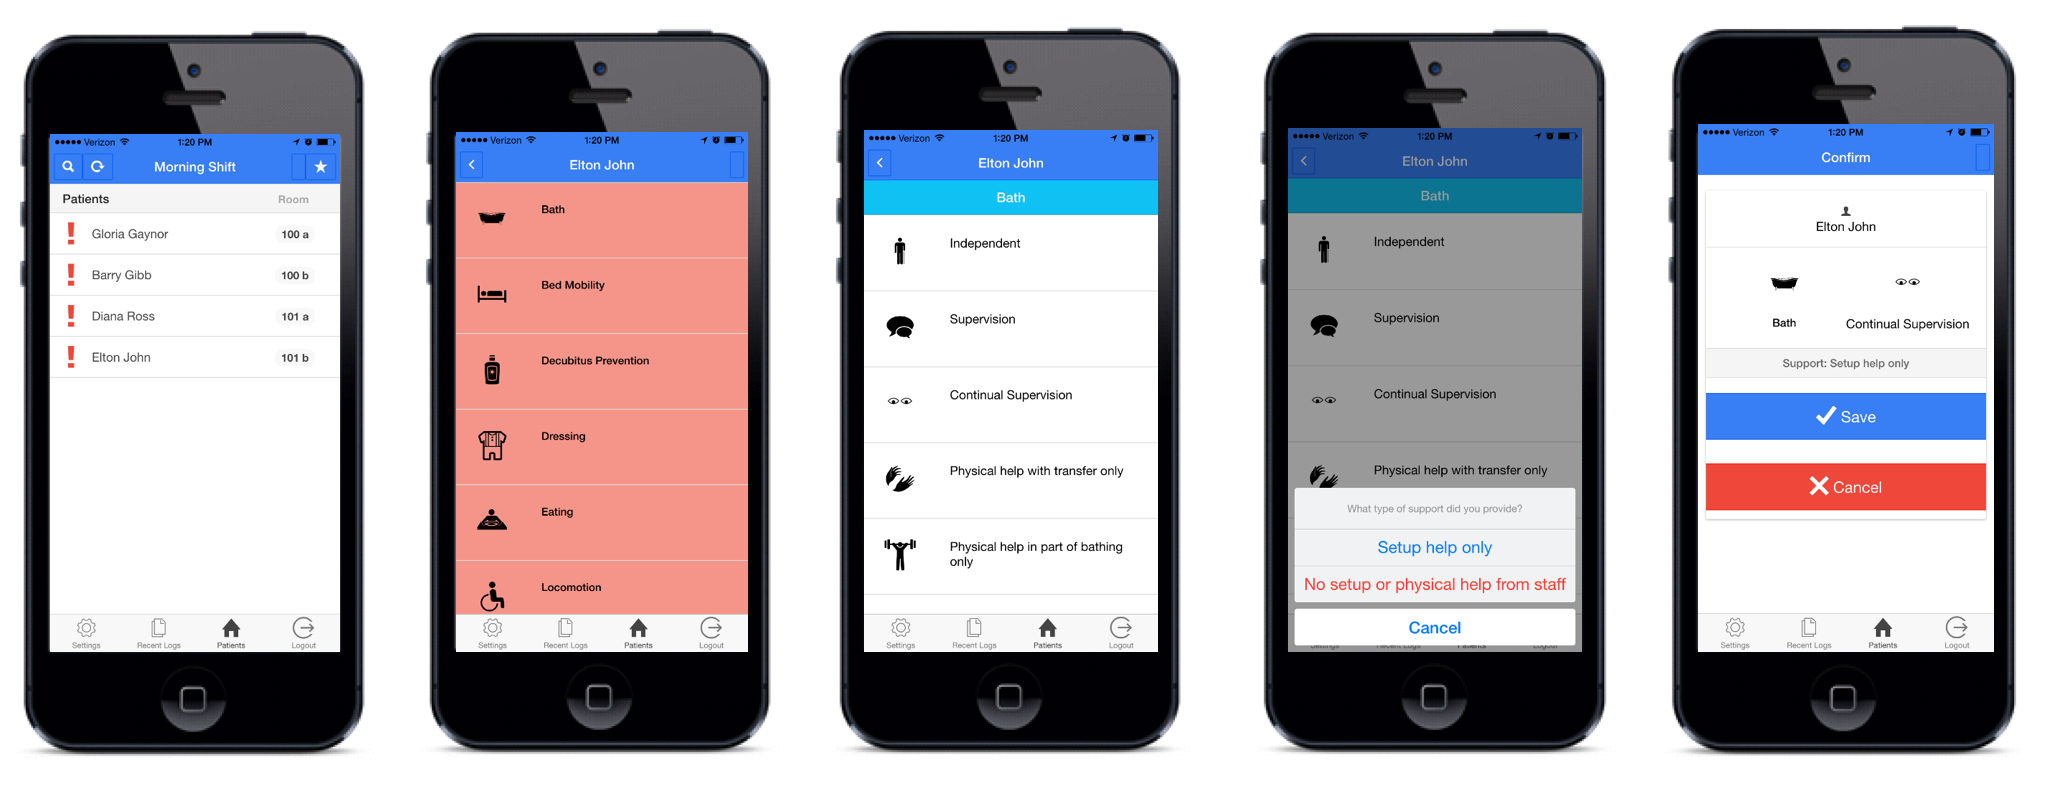 Verizon 1:20 PM
Morning Shift
Patients Room
Gloria Gaynor 100 a
Barry Gibb 100 b
Diana Ross 101 a
Elton John 101 b
Settings Recent Logs Patients Logout
Verizon 1:20 PM
Elton John
Bath
Bed Mobility
Decubitus Prevention
Dressing
Eating
Locomotion
Settings Recent Logs Patients Logout
Verizon 1:20 PM
Elton John
Bath
Independent
Supervision
Continual Supervision
Physical help with transfer only
Physical help in part of bathing
only
Settings Recent Logs Patients Logout
Verizon 1:20 PM
Elton John
Bath
Independent
Supervision
Continual Supervision
Physical help with transfer only
What type of support did you provide?
Setup help only
No setup or physical help from staff
Cancel
Settings Recent Logs Patients Logout
Verizon 1:20 PM
Confirm
Elton John
Bath Continual Supervision
Support: Setup help only
Save
Cancel
Settings Recent Logs Patients Logout